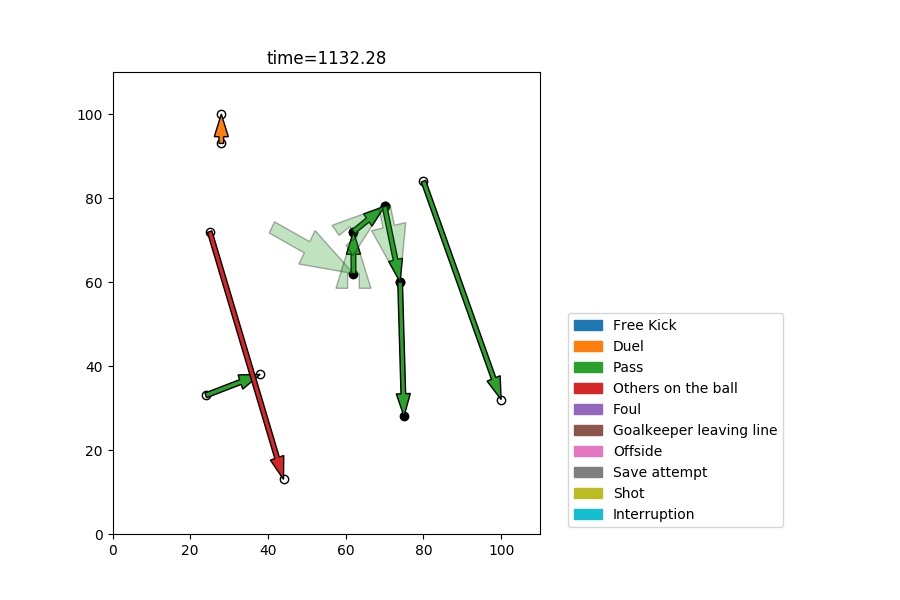 time=1132.28
100
80
60
40
20
0
0 20 40 60 80 100
Free Kick
Duel
Pass
Others on the ball
Foul
Goalkeeper leaving line
Offside
Save attempt
Shot
Interruption